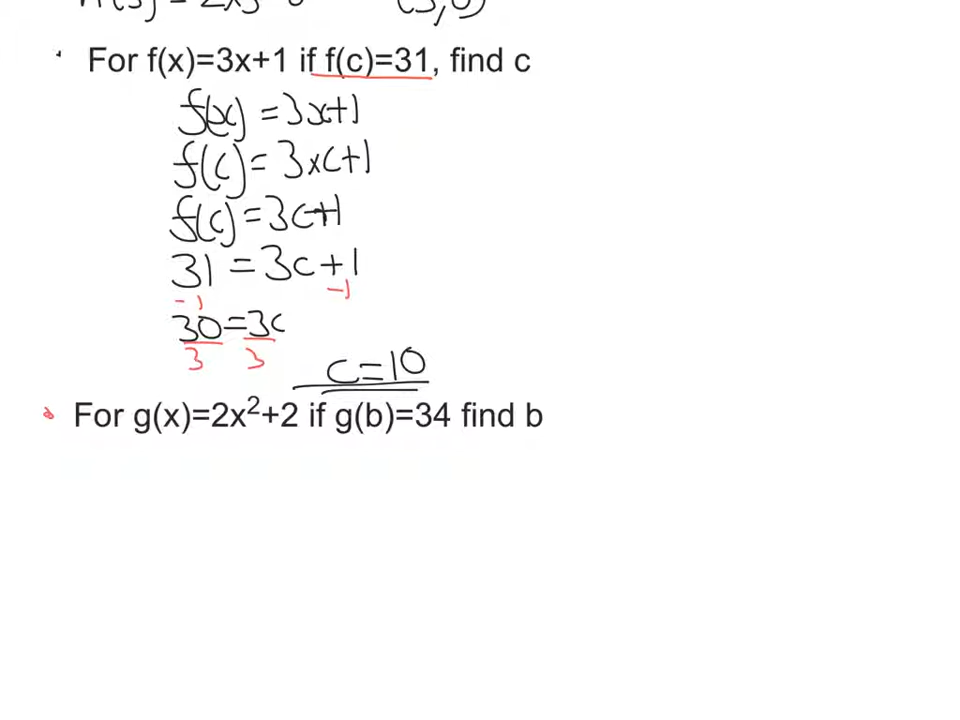 For f(x)=3x+1 if f(c)=31, find c
f(x) = 3x+1
f(c) = 3xc+1
f(c) = 3c+1
31 = 3c + 1
-1 -1
30=3c
3 3
c=10
For g(x)=2x²+2 if g(b)=34 find b